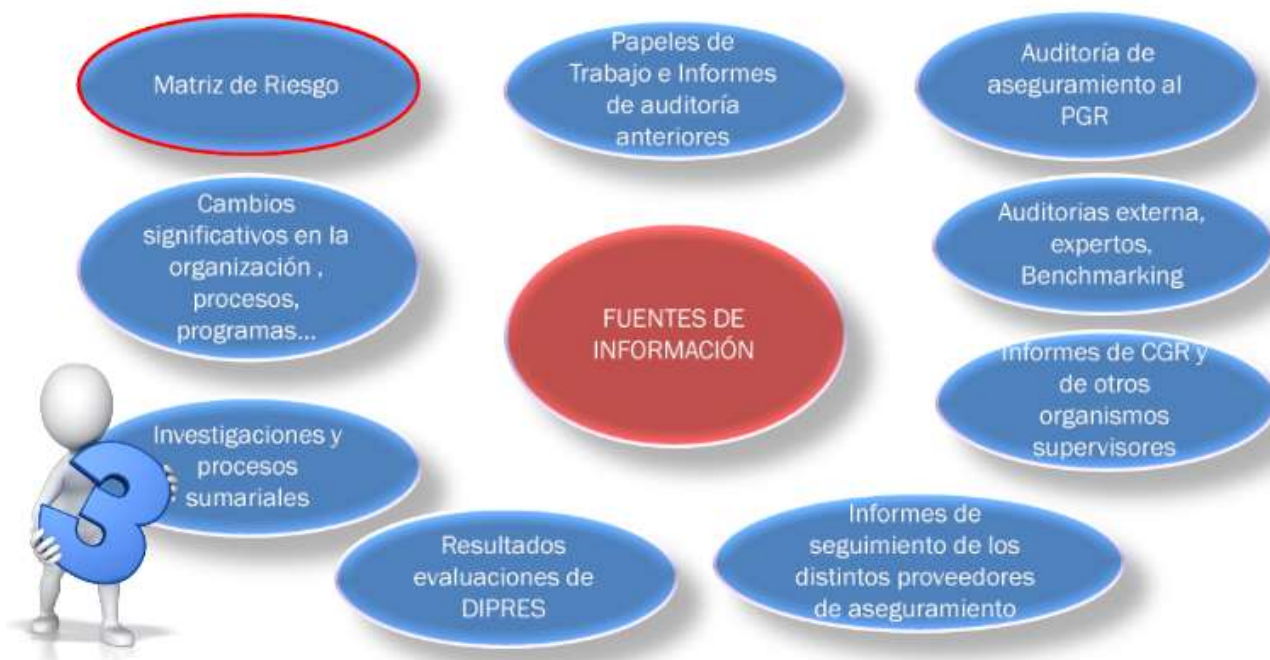 Matriz de Riesgo
Papeles de
Trabajo e Informes
de auditoría
anteriores
Auditoría de
aseguramiento al
PGR
Cambios
significativos en la
organización ,
procesos,
programas...
Auditorias externa,
expertos,
Benchmarking
FUENTES DE
INFORMACIÓN
Informes de CGR y
de otros
organismos
supervisores
Investigaciones y
procesos
sumariales
3
Resultados
evaluaciones de
DIPRES
Informes de
seguimiento de los
distintos proveedores
de aseguramiento